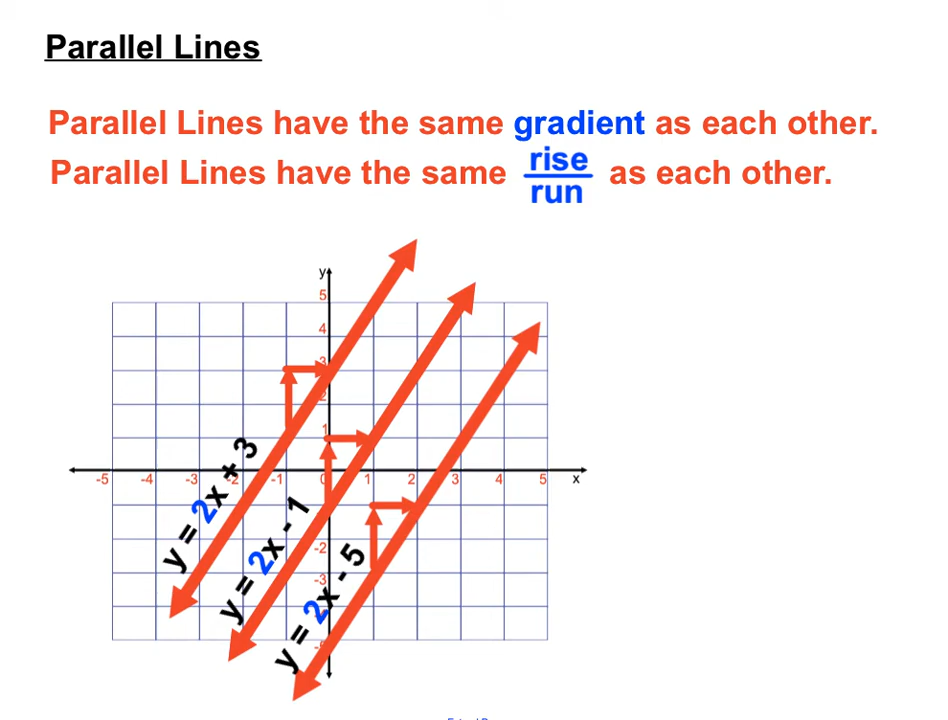 Parallel Lines
Parallel Lines have the same gradient as each other.
Parallel Lines have the same rise/run as each other.
y
5
4
3
2
1
-5 -4 -3 -2 -1 0 1 2 3 4 5 x
-2
-3
y = 2x + 3
y = 2x - 1
y = 2x - 5